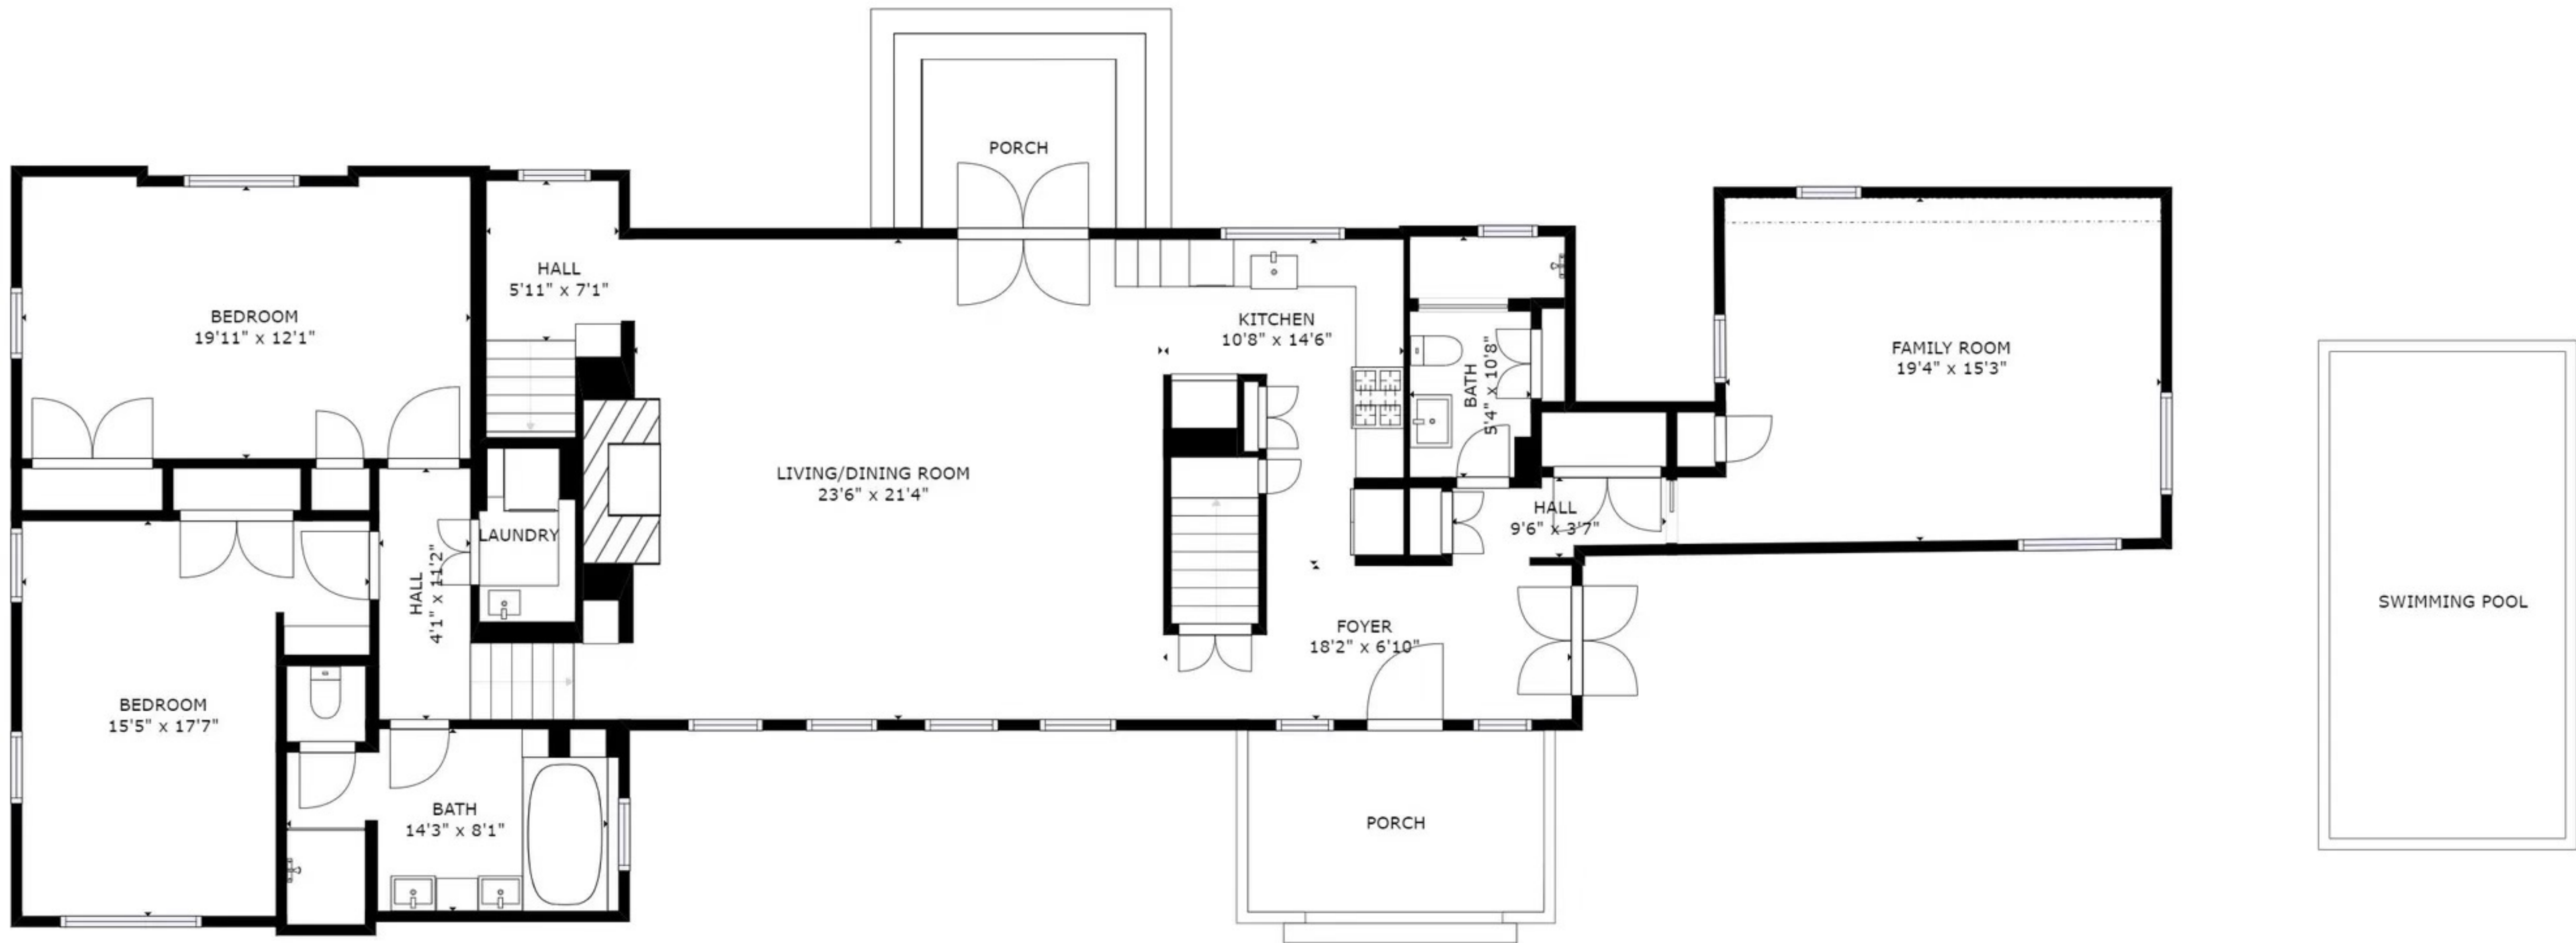 PORCH
HALL
5'11" x 7'1"
BEDROOM
19'11" x 12'1"
KITCHEN
10'8" x 14'6"
BATH
5'4" x 10'8"
FAMILY ROOM
19'4" x 15'3"
LIVING/DINING ROOM
23'6" x 21'4"
LAUNDRY
HALL
9'6" x 3'7"
HALL
4'1" x 11'2"
SWIMMING POOL
FOYER
18'2" x 6'10"
BEDROOM
15'5" x 17'7"
BATH
14'3" x 8'1"
PORCH